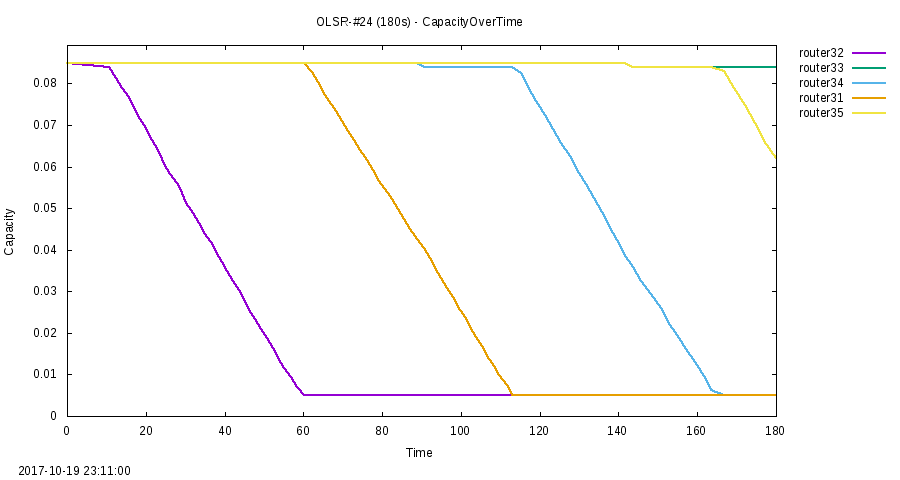 OLSR-#24 (180s) - CapacityOverTime
router32
router33
router34
router31
router35
0.08
0.07
0.06
0.05
0.04
0.03
0.02
0.01
0
Capacity
0 20 40 60 80 100 120 140 160 180
Time
2017-10-19 23:11:00